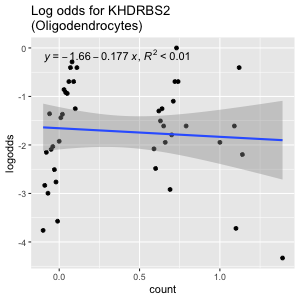 Log odds for KHDRBS2
(Oligodendrocytes)
y = −1.66 − 0.177 x, R² < 0.01
0
-1
-2
-3
-4
logodds
0.0 0.5 1.0
count